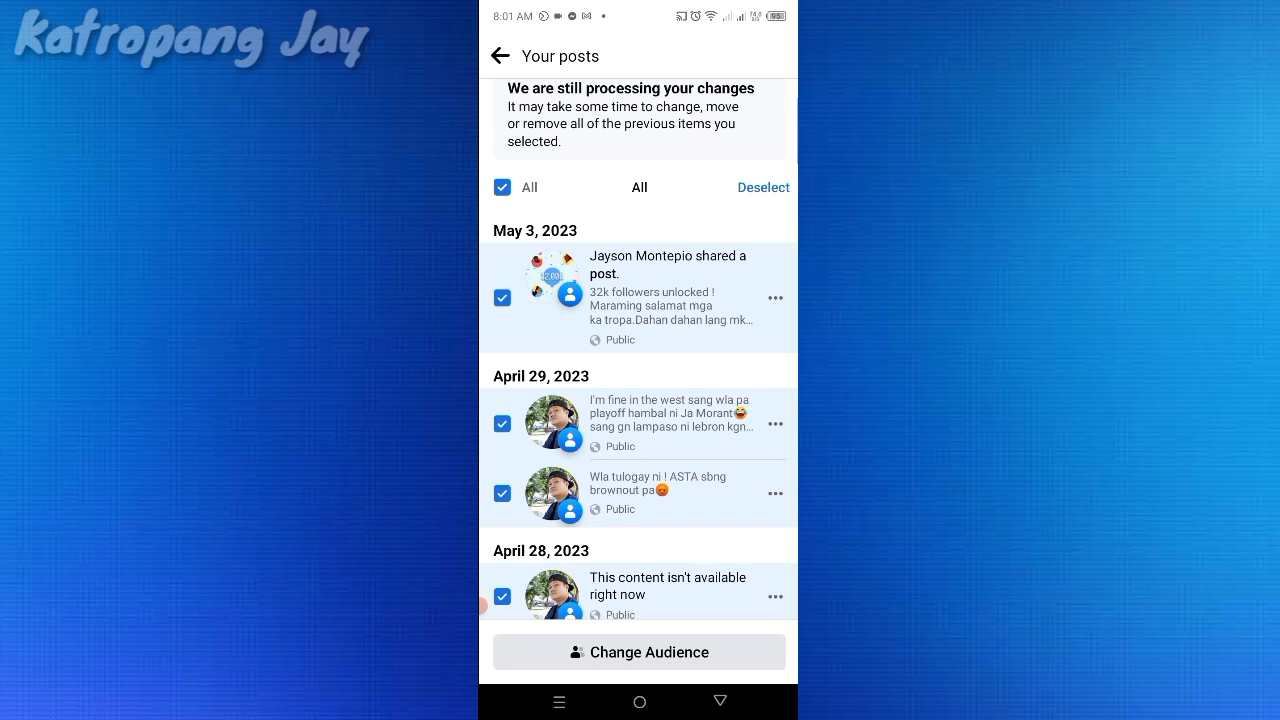 Katropang Jay
8:01 AM
95
Your posts
We are still processing your changes
It may take some time to change, move
or remove all of the previous items you
selected.
All
All
Deselect
May 3, 2023
Jayson Montepio shared a
post.
32k followers unlocked !
Maraming salamat mga
ka tropa.Dahan dahan lang mk...
Public
April 29, 2023
I'm fine in the west sang wla pa
playoff hambal ni Ja Morant😂
sang gn lampaso ni lebron kgn...
Public
Wla tulogay ni ! ASTA sbng
brownout pa😡
Public
April 28, 2023
This content isn't available
right now
Public
Change Audience